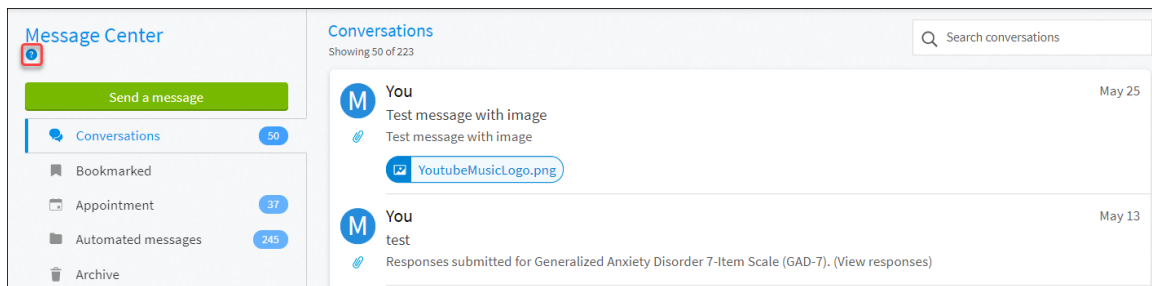 Message Center
?
Send a message
Conversations 50
Bookmarked
Appointment 37
Automated messages 245
Archive
Conversations
Showing 50 of 223
Search conversations
M You May 25
Test message with image
Test message with image
YoutubeMusicLogo.png
M You May 13
test
Responses submitted for Generalized Anxiety Disorder 7-Item Scale (GAD-7). (View responses)